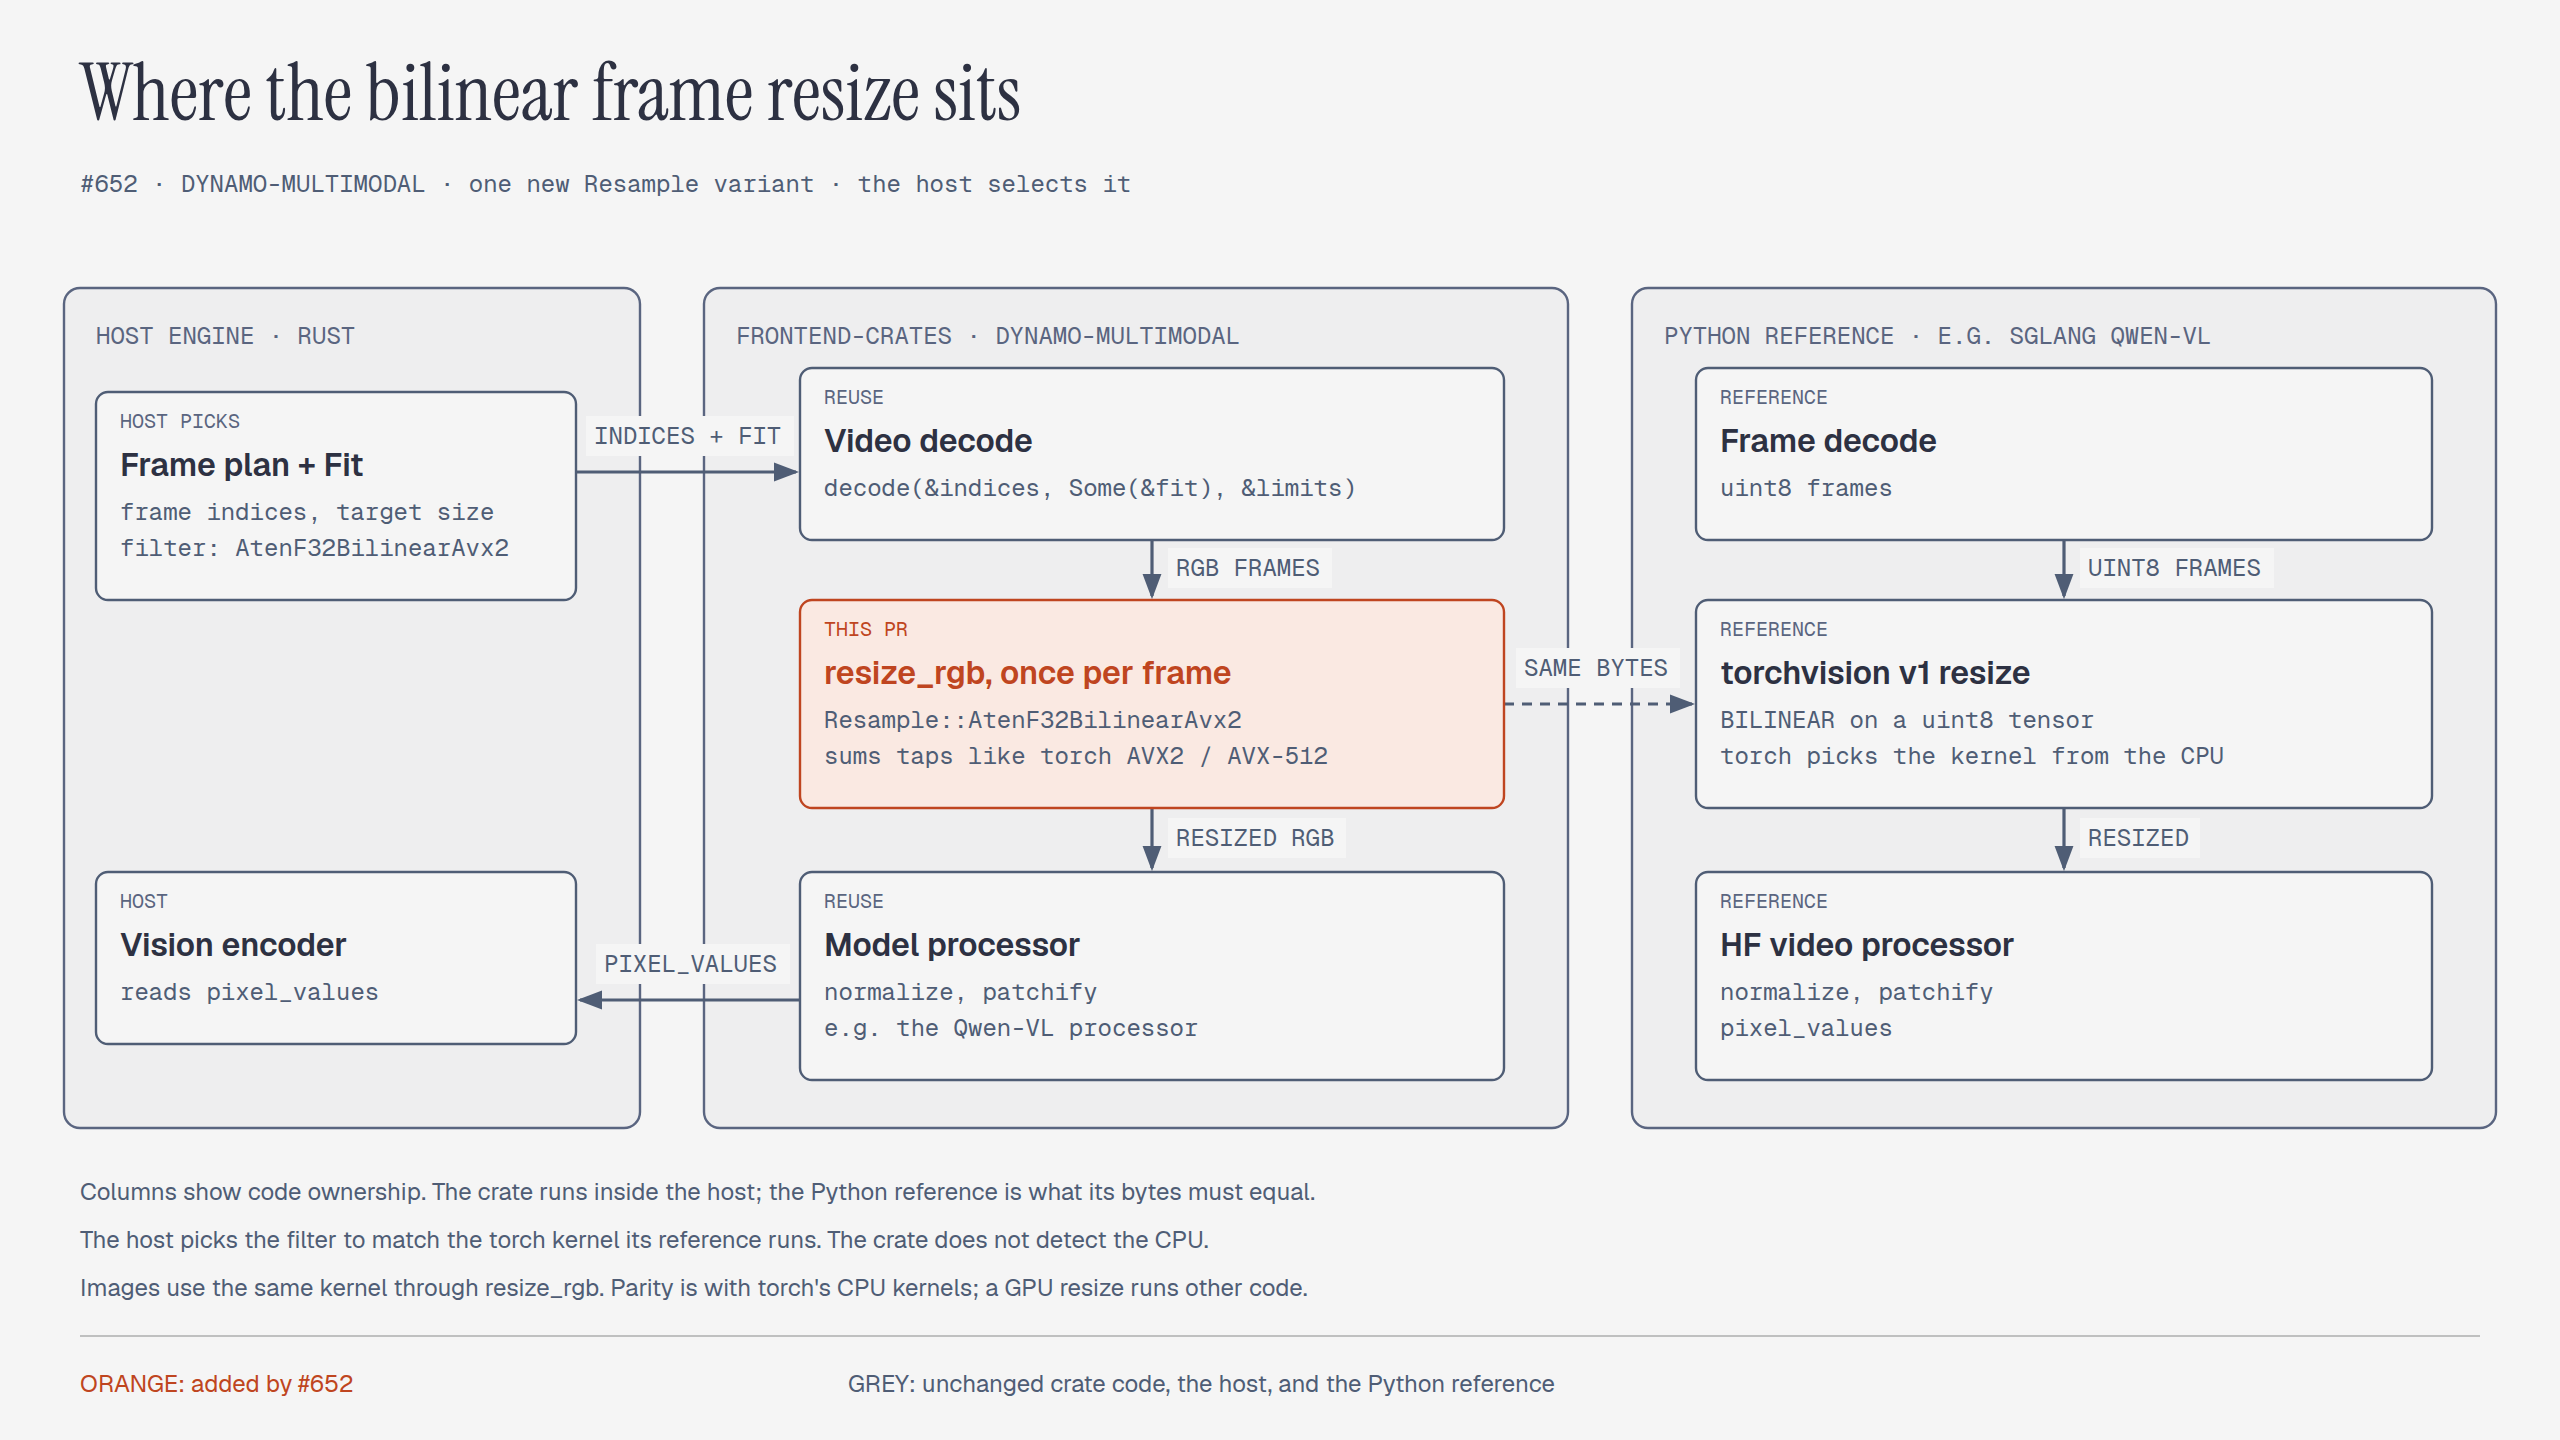 Where the bilinear frame resize sits
#652 · DYNAMO-MULTIMODAL · one new Resample variant · the host selects it
HOST ENGINE · RUST
HOST PICKS
Frame plan + Fit
frame indices, target size
filter: AtenF32BilinearAvx2
INDICES + FIT
HOST
Vision encoder
reads pixel_values
PIXEL_VALUES
FRONTEND-CRATES · DYNAMO-MULTIMODAL
REUSE
Video decode
decode(&indices, Some(&fit), &limits)
RGB FRAMES
THIS PR
resize_rgb, once per frame
Resample::AtenF32BilinearAvx2
sums taps like torch AVX2 / AVX-512
SAME BYTES
RESIZED RGB
REUSE
Model processor
normalize, patchify
e.g. the Qwen-VL processor
PYTHON REFERENCE · E.G. SGLANG QWEN-VL
REFERENCE
Frame decode
uint8 frames
UINT8 FRAMES
REFERENCE
torchvision v1 resize
BILINEAR on a uint8 tensor
torch picks the kernel from the CPU
RESIZED
REFERENCE
HF video processor
normalize, patchify
pixel_values
Columns show code ownership. The crate runs inside the host; the Python reference is what its bytes must equal.
The host picks the filter to match the torch kernel its reference runs. The crate does not detect the CPU.
Images use the same kernel through resize_rgb. Parity is with torch's CPU kernels; a GPU resize runs other code.
ORANGE: added by #652
GREY: unchanged crate code, the host, and the Python reference